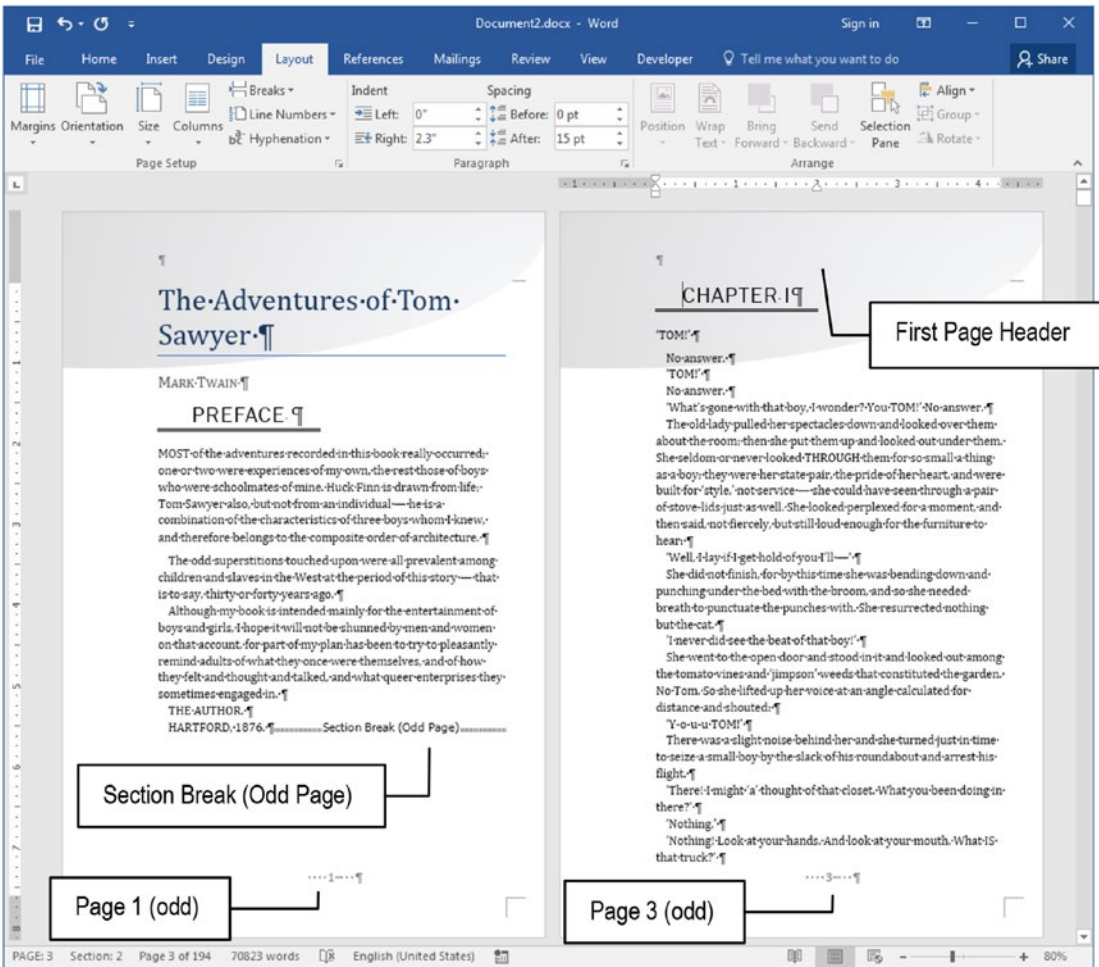 Document2.docx - Word
Sign in
File Home Insert Design Layout References Mailings Review View Developer Tell me what you want to do Share
Margins Orientation Size Columns
Breaks
Line Numbers
Hyphenation
Page Setup
Indent Spacing
Left: 0" Before: 0 pt
Right: 2.3" After: 15 pt
Paragraph
Position Wrap Text Bring Forward Send Backward Selection Pane
Align
Group
Rotate
Arrange
¶
The·Adventures·of·Tom·
Sawyer·¶
MARK·TWAIN·¶
PREFACE·¶
MOST·of·the·adventures·recorded·in·this·book·really·occurred;·
one·or·two·were·experiences·of·my·own,·the·rest·those·of·boys·
who·were·schoolmates·of·mine.·Huck·Finn·is·drawn·from·life;·
Tom·Sawyer·also,·but·not·from·an·individual·—·he·is·a·
combination·of·the·characteristics·of·three·boys·whom·I·knew,·
and·therefore·belongs·to·the·composite·order·of·architecture.·¶
The·odd·superstitions·touched·upon·were·all·prevalent·among·
children·and·slaves·in·the·West·at·the·period·of·this·story·—·that·
is·to·say,·thirty·or·forty·years·ago.·¶
Although·my·book·is·intended·mainly·for·the·entertainment·of·
boys·and·girls,·I·hope·it·will·not·be·shunned·by·men·and·women·
on·that·account,·for·part·of·my·plan·has·been·to·try·to·pleasantly·
remind·adults·of·what·they·once·were·themselves,·and·of·how·
they·felt·and·thought·and·talked,·and·what·queer·enterprises·they·
sometimes·engaged·in.·¶
THE·AUTHOR.·¶
HARTFORD,·1876.·¶ Section Break (Odd Page)
Section Break (Odd Page)
····1····¶
Page 1 (odd)
¶
CHAPTER·I¶
First Page Header
'TOM!'·¶
No·answer.·¶
'TOM!'·¶
No·answer.·¶
'What's·gone·with·that·boy,·I·wonder?·You·TOM!'·No·answer.·¶
The·old·lady·pulled·her·spectacles·down·and·looked·over·them·
about·the·room;·then·she·put·them·up·and·looked·out·under·them.·
She·seldom·or·never·looked·THROUGH·them·for·so·small·a·thing·
as·a·boy;·they·were·her·state·pair,·the·pride·of·her·heart,·and·were·
built·for·'style,'·not·service·—·she·could·have·seen·through·a·pair·
of·stove-lids·just·as·well.·She·looked·perplexed·for·a·moment,·and·
then·said,·not·fiercely,·but·still·loud·enough·for·the·furniture·to·
hear:·¶
'Well,·I·lay·if·I·get·hold·of·you·I'll·—·'·¶
She·did·not·finish,·for·by·this·time·she·was·bending·down·and·
punching·under·the·bed·with·the·broom,·and·so·she·needed·
breath·to·punctuate·the·punches·with.·She·resurrected·nothing·
but·the·cat.·¶
'I·never·did·see·the·beat·of·that·boy!'·¶
She·went·to·the·open·door·and·stood·in·it·and·looked·out·among·
the·tomato·vines·and·'jimpson'·weeds·that·constituted·the·garden.·
No·Tom.·So·she·lifted·up·her·voice·at·an·angle·calculated·for·
distance·and·shouted:·¶
'Y-o-u-u·TOM!'·¶
There·was·a·slight·noise·behind·her·and·she·turned·just·in·time·
to·seize·a·small·boy·by·the·slack·of·his·roundabout·and·arrest·his·
flight.·¶
'There!·I·might·'a'·thought·of·that·closet.·What·you·been·doing·in·
there?'·¶
'Nothing.'·¶
'Nothing!·Look·at·your·hands.·And·look·at·your·mouth.·What·IS·
that·truck?'·¶
····3····¶
Page 3 (odd)
PAGE: 3 Section: 2 Page 3 of 194 70823 words English (United States) 80%